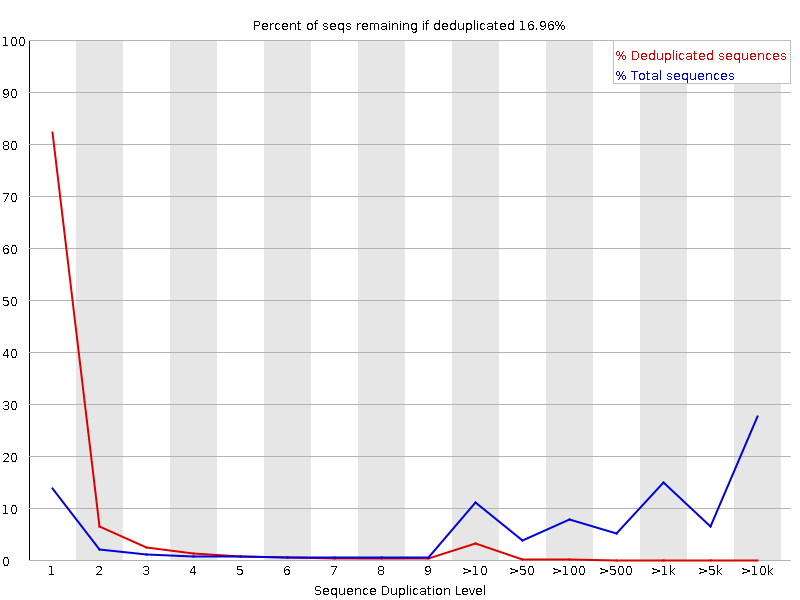 Percent of seqs remaining if deduplicated 16.96%
% Deduplicated sequences
% Total sequences
100
90
80
70
60
50
40
30
20
10
0
1 2 3 4 5 6 7 8 9 >10 >50 >100 >500 >1k >5k >10k
Sequence Duplication Level